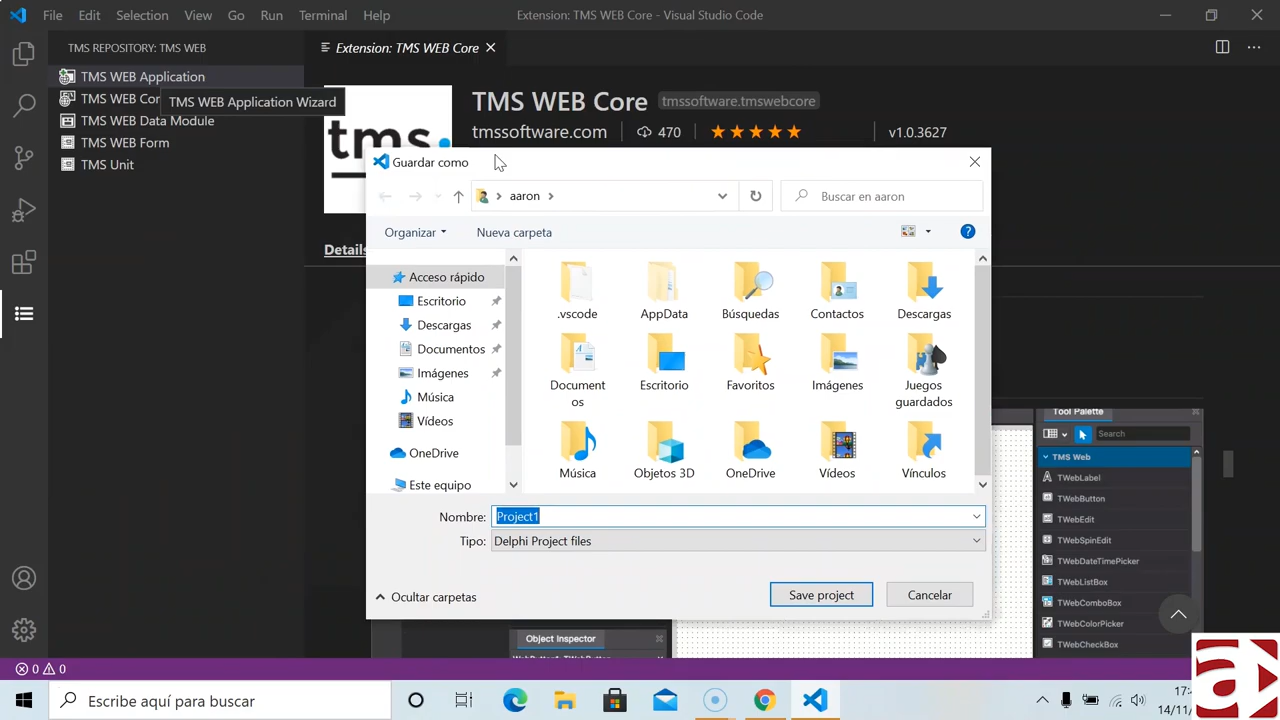 File Edit Selection View Go Run Terminal Help Extension: TMS WEB Core - Visual Studio Code
TMS REPOSITORY: TMS WEB
Extension: TMS WEB Core
TMS WEB Application
TMS WEB Cor
TMS WEB Application Wizard
TMS WEB Data Module
TMS WEB Form
TMS Unit
tms.
TMS WEB Core tmssoftware.tmswebcore
tmssoftware.com 470 v1.0.3627
Details
Guardar como
aaron
Buscar en aaron
Organizar Nueva carpeta
Acceso rápido
Escritorio
Descargas
Documentos
Imágenes
Música
Vídeos
OneDrive
Este equipo
.vscode AppData Búsquedas Contactos Descargas
Document
os
Escritorio Favoritos Imágenes Juegos
guardados
Música Objetos 3D OneDrive Vídeos Vínculos
Nombre: Project1
Tipo: Delphi Project files
Ocultar carpetas
Save project Cancelar
Tool Palette
Search
TMS Web
TWebLabel
TWebButton
TWebEdit
TWebSpinEdit
TWebDateTimePicker
TWebListBox
TWebComboBox
TWebColorPicker
TWebCheckBox
Object Inspector
0 0
Escribe aquí para buscar
17:
14/11/